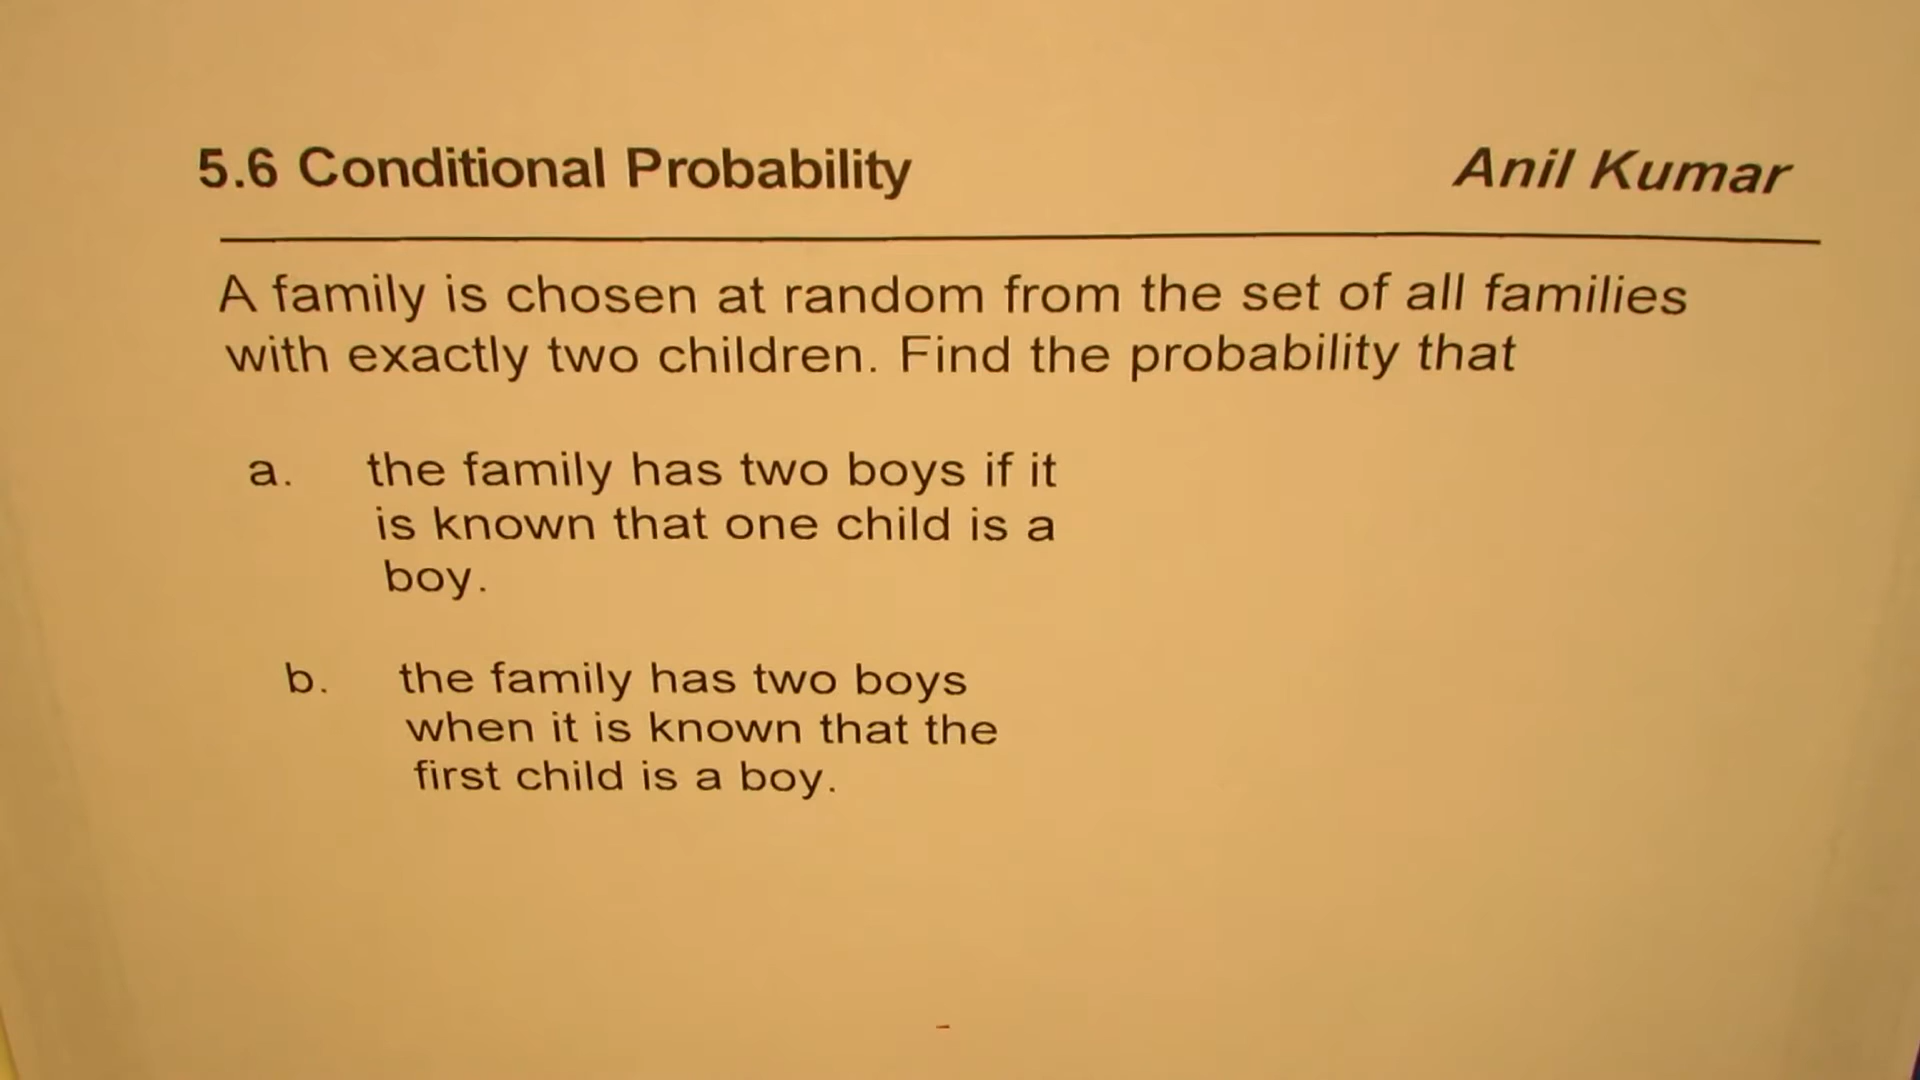 5.6 Conditional Probability Anil Kumar
A family is chosen at random from the set of all families
with exactly two children. Find the probability that
a. the family has two boys if it
is known that one child is a
boy.
b. the family has two boys
when it is known that the
first child is a boy.